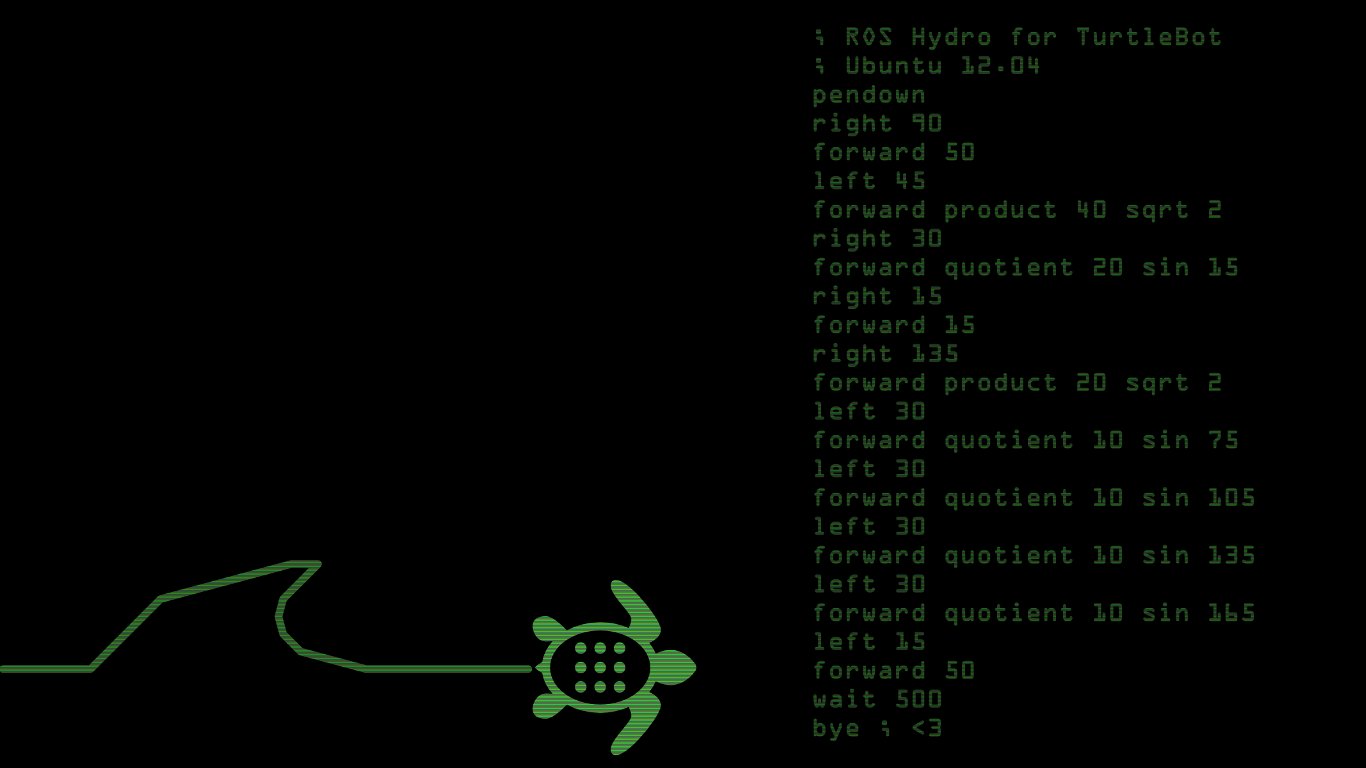 ; ROS Hydro for TurtleBot
; Ubuntu 12.04
pendown
right 90
forward 50
left 45
forward product 40 sqrt 2
right 30
forward quotient 20 sin 15
right 15
forward 15
right 135
forward product 20 sqrt 2
left 30
forward quotient 10 sin 75
left 30
forward quotient 10 sin 105
left 30
forward quotient 10 sin 135
left 30
forward quotient 10 sin 165
left 15
forward 50
wait 500
bye ; <3